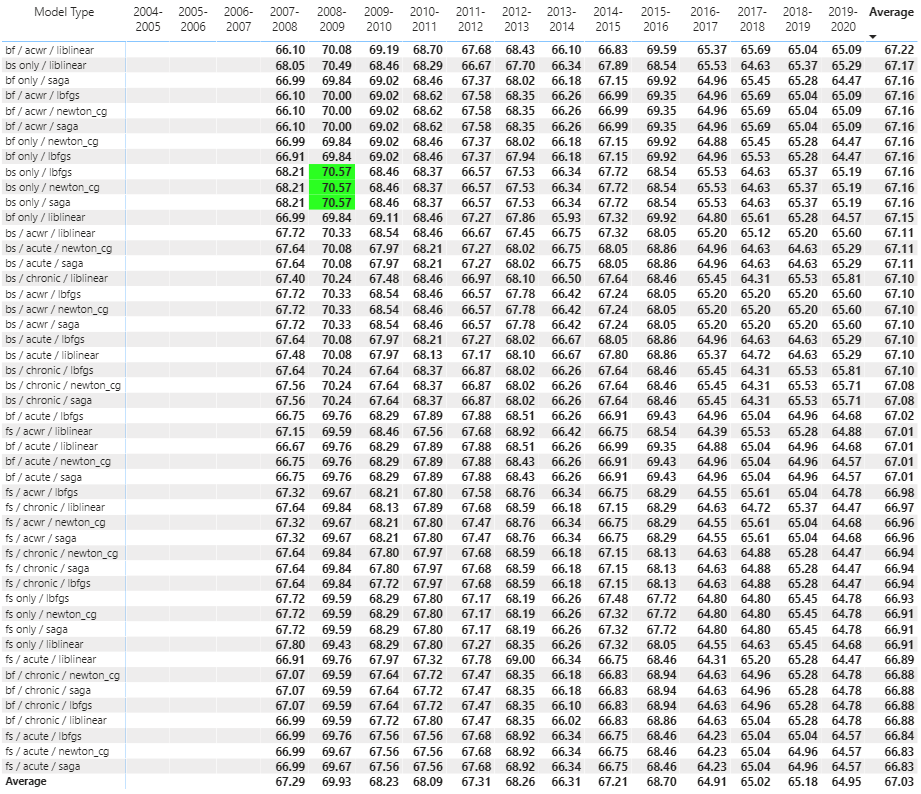 Model Type 2004-2005 2005-2006 2006-2007 2007-2008 2008-2009 2009-2010 2010-2011 2011-2012 2012-2013 2013-2014 2014-2015 2015-2016 2016-2017 2017-2018 2018-2019 2019-2020 Average
bf / acwr / liblinear 66.10 70.08 69.19 68.70 67.68 68.43 66.10 66.83 69.59 65.37 65.69 65.04 65.09 67.22
bs only / liblinear 68.05 70.49 68.46 68.29 66.67 67.70 66.34 67.89 68.54 65.53 64.63 65.37 65.29 67.17
bf only / saga 66.99 69.84 69.02 68.46 67.37 68.02 66.18 67.15 69.92 64.96 65.45 65.28 64.47 67.16
bf / acwr / lbfgs 66.10 70.00 69.02 68.62 67.58 68.35 66.26 66.99 69.35 64.96 65.69 65.04 65.09 67.16
bf / acwr / newton_cg 66.10 70.00 69.02 68.62 67.58 68.35 66.26 66.99 69.35 64.96 65.69 65.04 65.09 67.16
bf / acwr / saga 66.10 70.00 69.02 68.62 67.58 68.35 66.26 66.99 69.35 64.96 65.69 65.04 65.09 67.16
bf only / newton_cg 66.99 69.84 69.02 68.46 67.37 68.02 66.18 67.15 69.92 64.88 65.45 65.28 64.47 67.16
bf only / lbfgs 66.91 69.84 69.02 68.46 67.37 67.94 66.18 67.15 69.92 64.96 65.53 65.28 64.47 67.16
bs only / lbfgs 68.21 70.57 68.46 68.37 66.57 67.53 66.34 67.72 68.54 65.53 64.63 65.37 65.19 67.16
bs only / newton_cg 68.21 70.57 68.46 68.37 66.57 67.53 66.34 67.72 68.54 65.53 64.63 65.37 65.19 67.16
bs only / saga 68.21 70.57 68.46 68.37 66.57 67.53 66.34 67.72 68.54 65.53 64.63 65.37 65.19 67.16
bf only / liblinear 66.99 69.84 69.11 68.46 67.27 67.86 65.93 67.32 69.92 64.80 65.61 65.28 64.57 67.15
bs / acwr / liblinear 67.72 70.33 68.54 68.46 66.67 67.45 66.75 67.32 68.05 65.20 65.12 65.20 65.60 67.11
bs / acute / newton_cg 67.64 70.08 67.97 68.21 67.27 68.02 66.75 68.05 68.86 64.96 64.63 64.63 65.29 67.11
bs / acute / saga 67.64 70.08 67.97 68.21 67.27 68.02 66.75 68.05 68.86 64.96 64.63 64.63 65.29 67.11
bs / chronic / liblinear 67.40 70.24 67.48 68.46 66.97 68.10 66.50 67.64 68.46 65.45 64.31 65.53 65.81 67.10
bs / acwr / lbfgs 67.72 70.33 68.54 68.46 66.57 67.78 66.42 67.24 68.05 65.20 65.20 65.20 65.60 67.10
bs / acwr / newton_cg 67.72 70.33 68.54 68.46 66.57 67.78 66.42 67.24 68.05 65.20 65.20 65.20 65.60 67.10
bs / acwr / saga 67.72 70.33 68.54 68.46 66.57 67.78 66.42 67.24 68.05 65.20 65.20 65.20 65.60 67.10
bs / acute / lbfgs 67.64 70.08 67.97 68.21 67.27 68.02 66.67 68.05 68.86 64.96 64.63 64.63 65.29 67.10
bs / acute / liblinear 67.48 70.08 67.97 68.13 67.17 68.10 66.67 67.80 68.86 65.37 64.72 64.63 65.29 67.10
bs / chronic / lbfgs 67.64 70.24 67.64 68.37 66.87 68.02 66.26 67.64 68.46 65.45 64.31 65.53 65.81 67.10
bs / chronic / newton_cg 67.56 70.24 67.64 68.37 66.87 68.02 66.26 67.64 68.46 65.45 64.31 65.53 65.71 67.08
bs / chronic / saga 67.56 70.24 67.64 68.37 66.87 68.02 66.26 67.64 68.46 65.45 64.31 65.53 65.71 67.08
bf / acute / lbfgs 66.75 69.76 68.29 67.89 67.88 68.51 66.26 66.91 69.43 64.96 65.04 64.96 64.68 67.02
fs / acwr / liblinear 67.15 69.59 68.46 67.56 67.68 68.92 66.42 66.75 68.54 64.39 65.53 65.28 64.88 67.01
bf / acute / liblinear 66.67 69.76 68.29 67.89 67.88 68.51 66.26 66.99 69.35 64.88 65.04 64.96 64.68 67.01
bf / acute / newton_cg 66.75 69.76 68.29 67.89 67.88 68.43 66.26 66.91 69.43 64.96 65.04 64.96 64.57 67.01
bf / acute / saga 66.75 69.76 68.29 67.89 67.88 68.43 66.26 66.91 69.43 64.96 65.04 64.96 64.57 67.01
fs / acwr / lbfgs 67.32 69.67 68.21 67.80 67.58 68.76 66.34 66.75 68.29 64.55 65.61 65.04 64.78 66.98
fs / chronic / liblinear 67.64 69.84 68.13 67.89 67.68 68.59 66.18 67.15 68.29 64.63 64.72 65.37 64.47 66.97
fs / acwr / newton_cg 67.32 69.67 68.21 67.80 67.47 68.76 66.34 66.75 68.29 64.55 65.61 65.04 64.68 66.96
fs / acwr / saga 67.32 69.67 68.21 67.80 67.47 68.76 66.34 66.75 68.29 64.55 65.61 65.04 64.68 66.96
fs / chronic / newton_cg 67.64 69.84 67.80 67.97 67.68 68.59 66.18 67.15 68.13 64.63 64.88 65.28 64.47 66.94
fs / chronic / saga 67.64 69.84 67.80 67.97 67.68 68.59 66.18 67.15 68.13 64.63 64.88 65.28 64.47 66.94
fs / chronic / lbfgs 67.64 69.84 67.72 67.97 67.68 68.59 66.18 67.15 68.13 64.63 64.88 65.28 64.47 66.94
fs only / lbfgs 67.72 69.59 68.29 67.80 67.17 68.19 66.26 67.48 67.72 64.80 64.80 65.45 64.78 66.93
fs only / newton_cg 67.72 69.59 68.29 67.80 67.17 68.19 66.26 67.32 67.72 64.80 64.80 65.45 64.78 66.91
fs only / saga 67.72 69.59 68.29 67.80 67.17 68.19 66.26 67.32 67.72 64.80 64.80 65.45 64.78 66.91
fs only / liblinear 67.80 69.43 68.29 67.80 67.27 68.35 66.26 67.32 68.05 64.55 64.63 65.45 64.68 66.91
fs / acute / liblinear 66.91 69.76 67.97 67.32 67.78 69.00 66.34 66.75 68.46 64.31 65.20 65.28 64.47 66.89
bf / chronic / newton_cg 67.07 69.59 67.64 67.72 67.47 68.35 66.18 66.83 68.94 64.63 64.96 65.28 64.78 66.88
bf / chronic / saga 67.07 69.59 67.64 67.72 67.47 68.35 66.18 66.83 68.94 64.63 64.96 65.28 64.78 66.88
bf / chronic / lbfgs 67.07 69.59 67.64 67.72 67.47 68.35 66.10 66.83 68.94 64.63 64.96 65.28 64.78 66.88
bf / chronic / liblinear 66.99 69.59 67.72 67.80 67.47 68.35 66.02 66.83 68.86 64.63 65.04 65.28 64.78 66.88
fs / acute / lbfgs 66.99 69.76 67.56 67.56 67.68 68.92 66.34 66.75 68.46 64.23 65.04 65.04 64.57 66.84
fs / acute / newton_cg 66.99 69.67 67.56 67.56 67.68 68.92 66.34 66.75 68.46 64.23 65.04 64.96 64.57 66.83
fs / acute / saga 66.99 69.67 67.56 67.56 67.68 68.92 66.34 66.75 68.46 64.23 65.04 64.96 64.57 66.83
Average 67.29 69.93 68.23 68.09 67.31 68.26 66.31 67.21 68.70 64.91 65.02 65.18 64.95 67.03